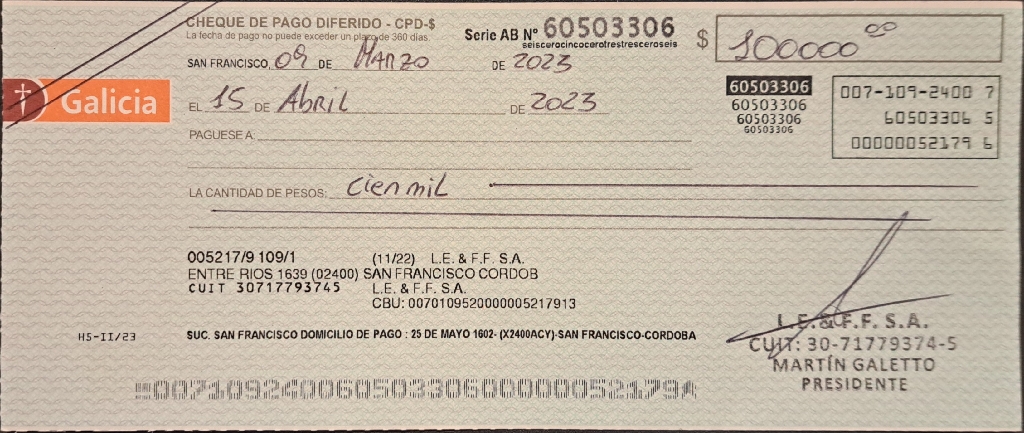 CHEQUE DE PAGO DIFERIDO - CPD-$
La fecha de pago no puede exceder un plazo de 360 días.
Serie AB Nº 60503306
seiscerocincocerotrestresceroseis
$ 100000 00
SAN FRANCISCO, 09 DE MARZO DE 2023
Galicia
EL 15 DE Abril DE 2023
60503306
60503306
60503306
60503306
007-109-2400 7
60503306 5
00000052179 6
PAGUESE A:
LA CANTIDAD DE PESOS: Cien mil
005217/9 109/1 (11/22) L.E. & F.F. S.A.
ENTRE RIOS 1639 (02400) SAN FRANCISCO CORDOB
CUIT 30717793745 L.E. & F.F. S.A.
CBU: 0070109520000005217913
HS-II/23
SUC. SAN FRANCISCO DOMICILIO DE PAGO : 25 DE MAYO 1602- (X2400ACY)-SAN FRANCISCO-CORDOBA
L.E. & F.F. S.A.
CUIT: 30-71779374-5
MARTÍN GALETTO
PRESIDENTE
007109240060503306000000521794